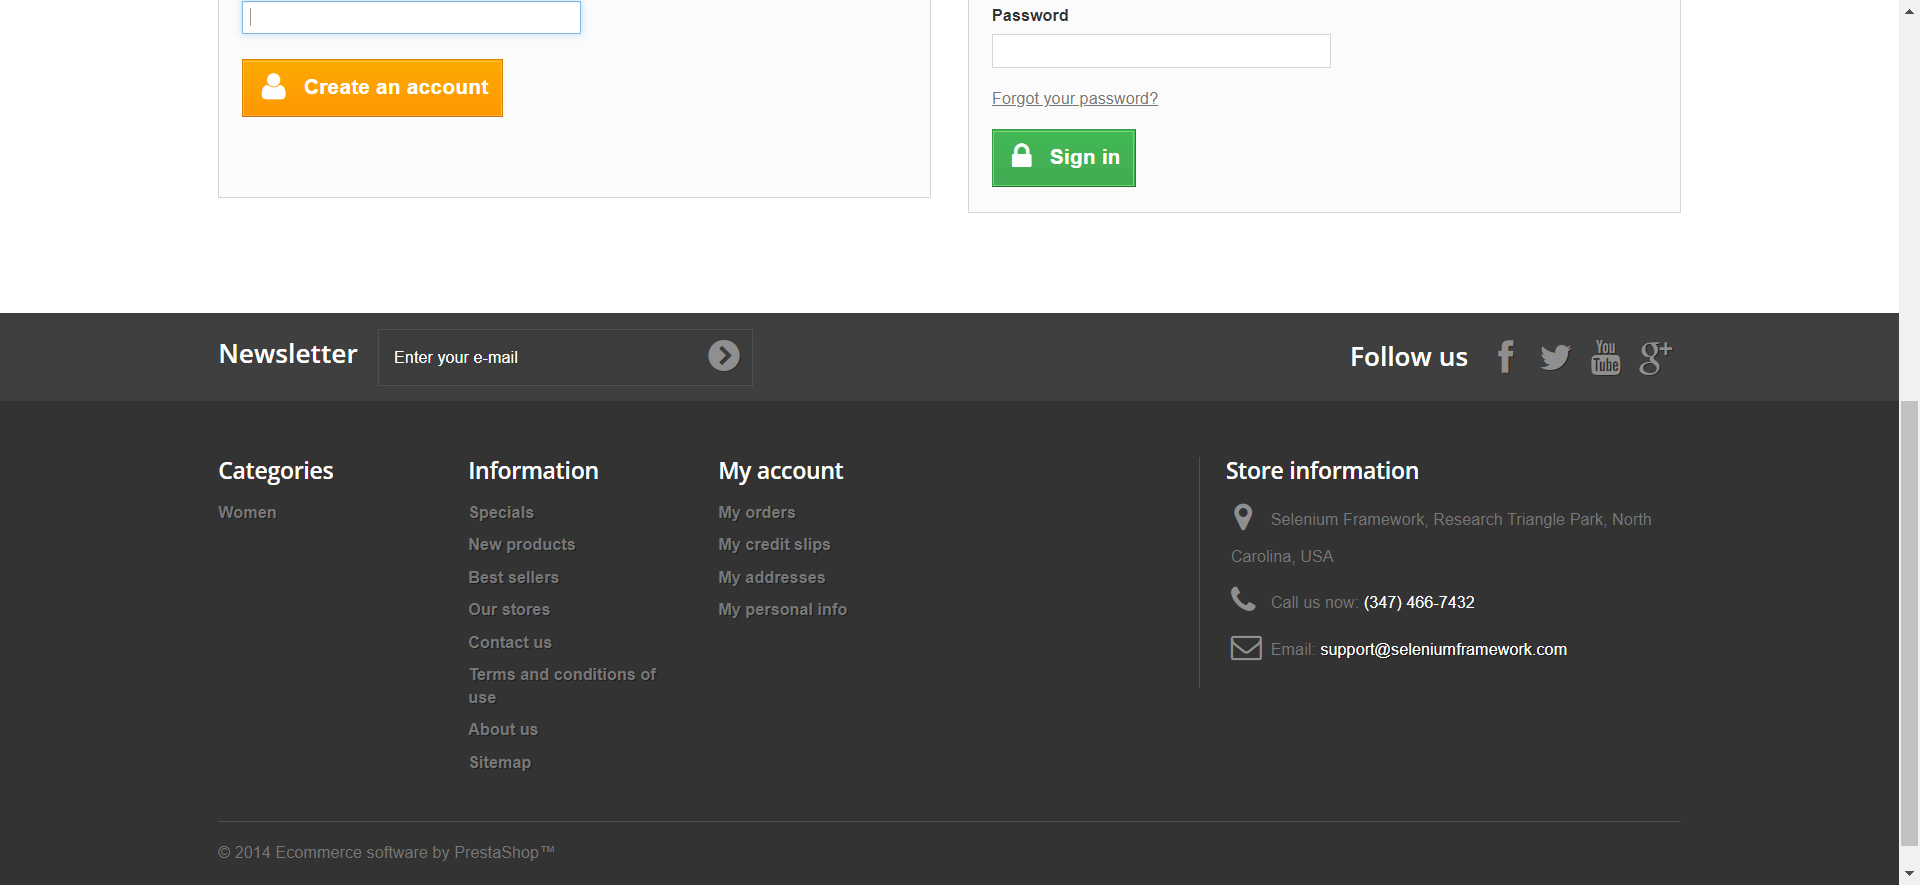 Password
Create an account
Forgot your password?
Sign in
Newsletter
Enter your e-mail
Follow us
You
Tube
g+
Categories
Women
Information
Specials
New products
Best sellers
Our stores
Contact us
Terms and conditions of
use
About us
Sitemap
My account
My orders
My credit slips
My addresses
My personal info
Store information
Selenium Framework, Research Triangle Park, North
Carolina, USA
Call us now: (347) 466-7432
Email: support@seleniumframework.com
© 2014 Ecommerce software by PrestaShop™